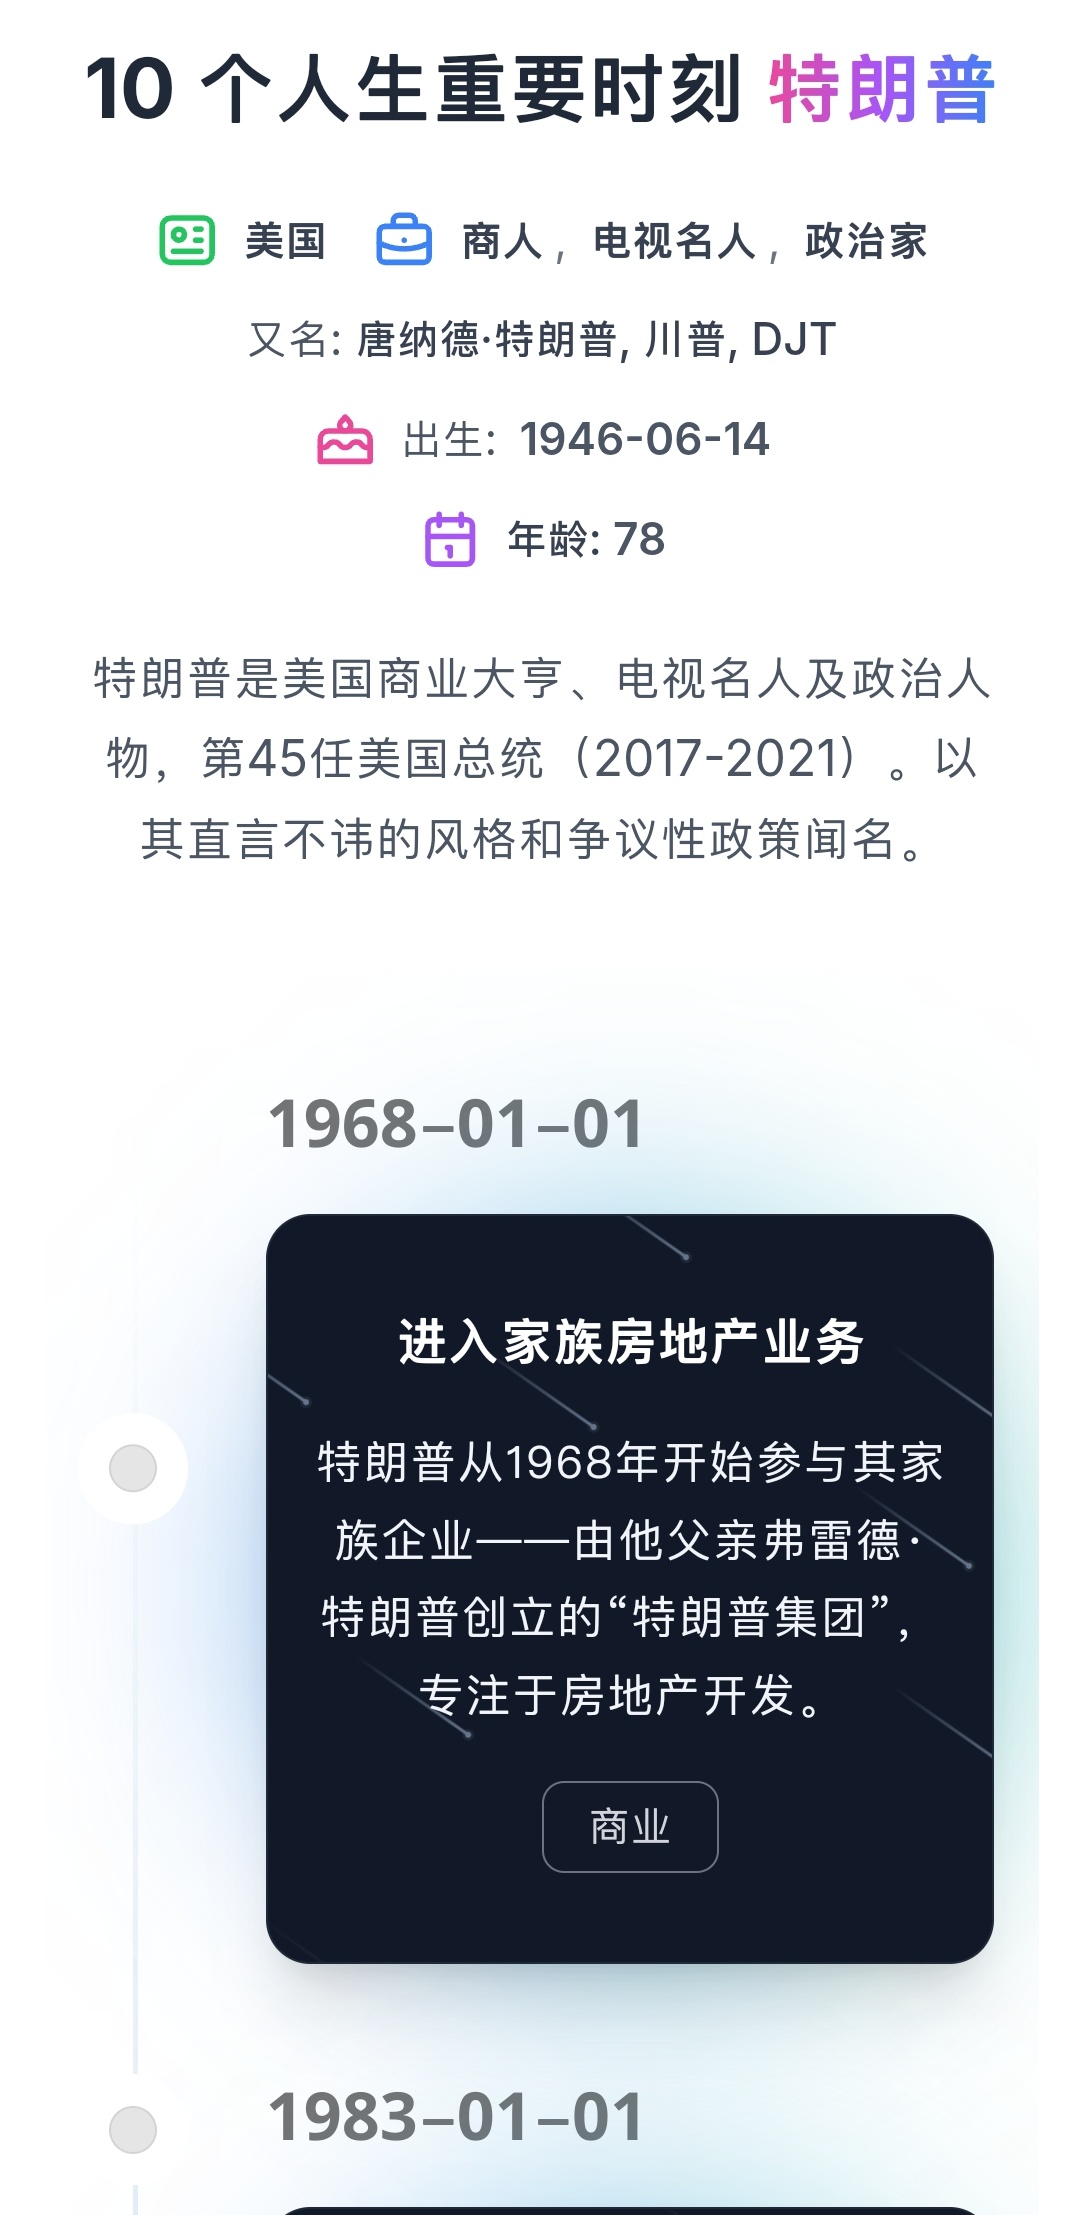 10 个人生重要时刻 特朗普
美国 商人, 电视名人, 政治家
又名: 唐纳德·特朗普, 川普, DJT
出生: 1946-06-14
年龄: 78
特朗普是美国商业大亨、电视名人及政治人
物，第45任美国总统（2017-2021）。以
其直言不讳的风格和争议性政策闻名。
1968–01–01
进入家族房地产业务
特朗普从1968年开始参与其家
族企业——由他父亲弗雷德·
特朗普创立的“特朗普集团”，
专注于房地产开发。
商业
1983–01–01